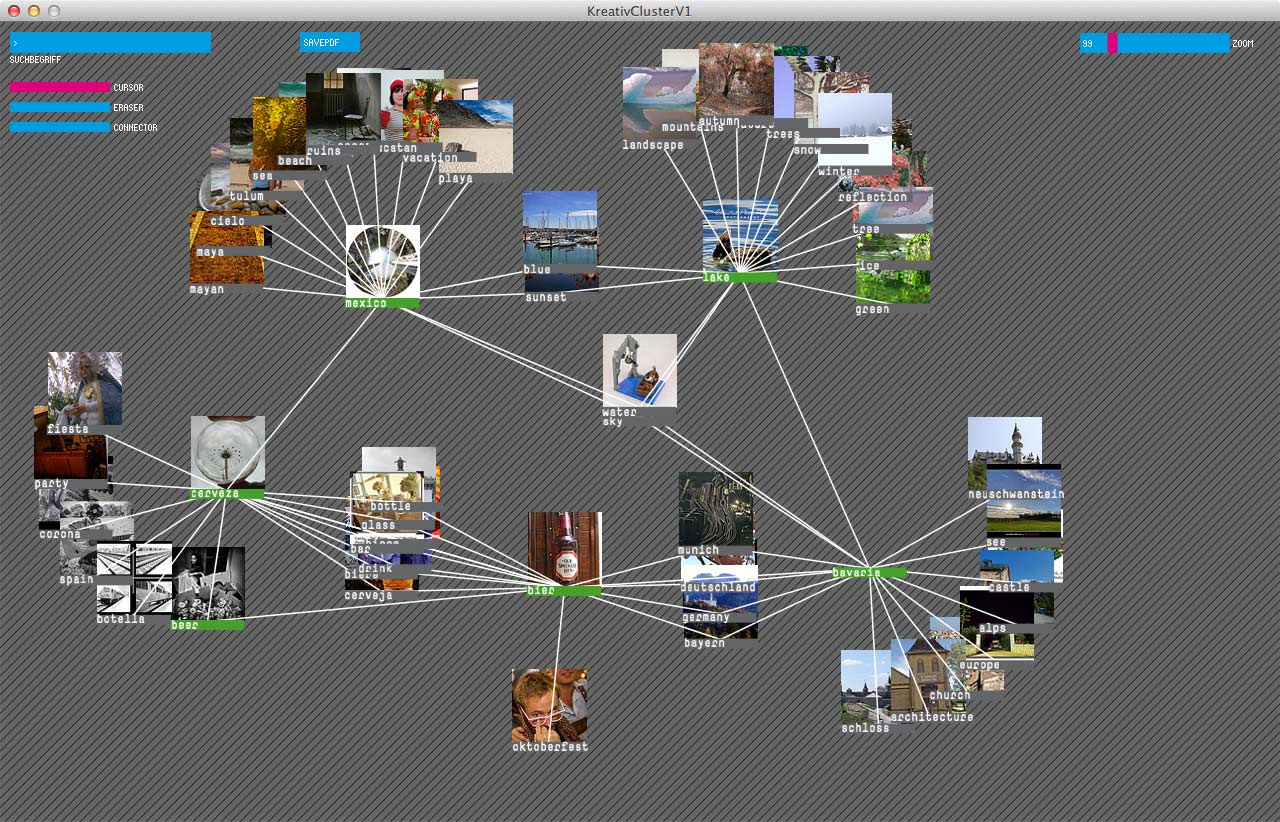 KreativClusterV1
>
SUCHBEGRIFF
SAVEPDF
99
ZOOM
CURSOR
ERASER
CONNECTOR
ruins
beach
sea
tulum
cielo
maya
mayan
vacation
playa
mexico
blue
sunset
landscape
mountains
autumn
trees
snow
winter
reflection
tree
ice
green
lake
water
sky
fiesta
party
corona
spain
botella
beer
cerveza
bottle
glass
bar
drink
cerveja
bier
oktoberfest
munich
deutschland
germany
bayern
bavaria
neuschwanstein
see
castle
alps
europe
church
architecture
schloss